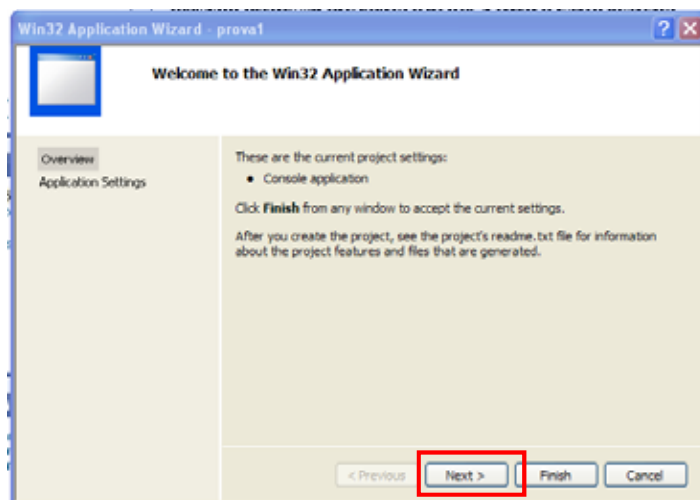 Win32 Application Wizard - prova1
Welcome to the Win32 Application Wizard
Overview
Application Settings
These are the current project settings:
• Console application
Click Finish from any window to accept the current settings.
After you create the project, see the project's readme.txt file for information
about the project features and files that are generated.
< Previous Next > Finish Cancel